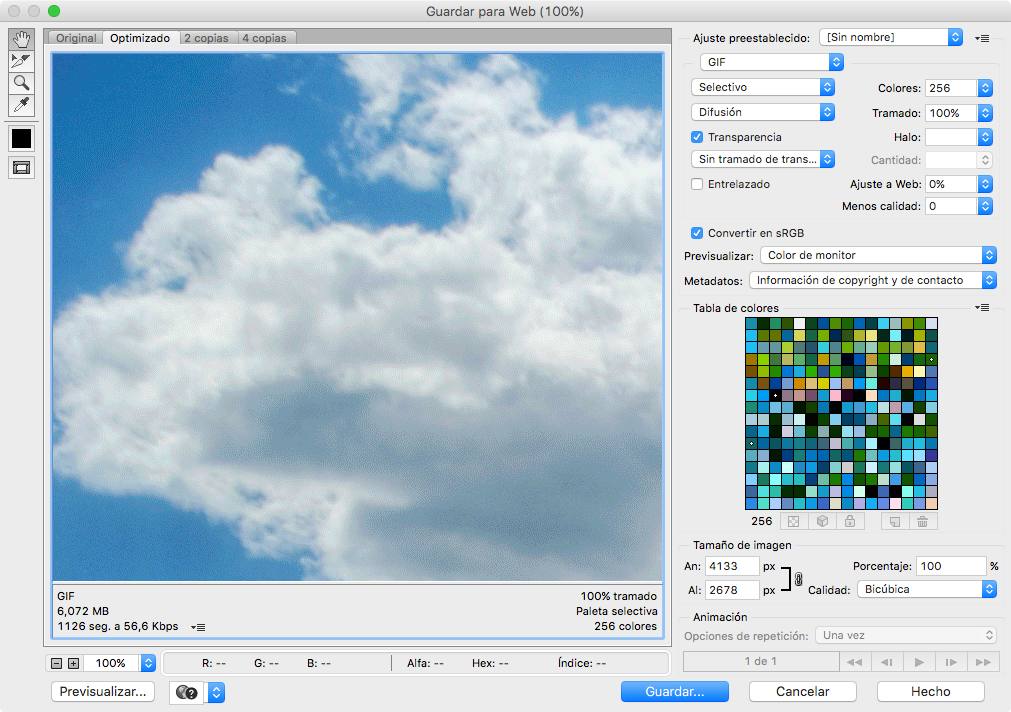 Guardar para Web (100%)
Original Optimizado 2 copias 4 copias
Ajuste preestablecido: [Sin nombre]
GIF
Selectivo Colores: 256
Difusión Tramado: 100%
Transparencia Halo:
Sin tramado de trans... Cantidad:
Entrelazado Ajuste a Web: 0%
Menos calidad: 0
Convertir en sRGB
Previsualizar: Color de monitor
Metadatos: Información de copyright y de contacto
Tabla de colores
256
Tamaño de imagen
An: 4133 px Porcentaje: 100 %
Al: 2678 px Calidad: Bicúbica
Animación
Opciones de repetición: Una vez
1 de 1
GIF 100% tramado
6,072 MB Paleta selectiva
1126 seg. a 56,6 Kbps 256 colores
100% R: -- G: -- B: -- Alfa: -- Hex: -- Índice: --
Previsualizar... ? Guardar... Cancelar Hecho